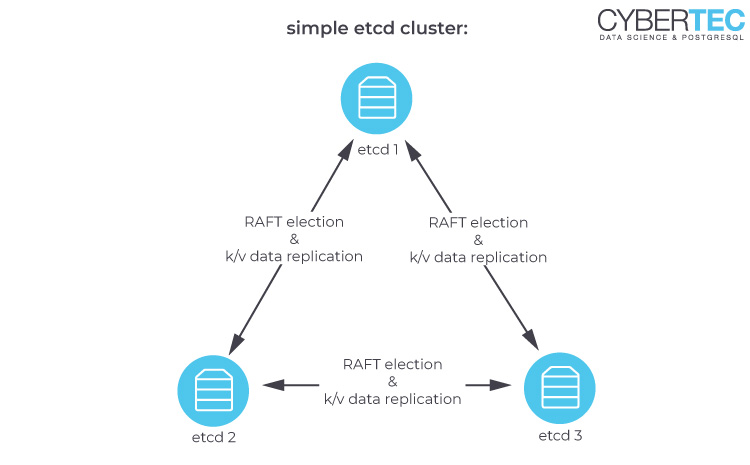 simple etcd cluster:
CYBERTEC
DATA SCIENCE & POSTGRESQL
etcd 1
RAFT election
&
k/v data replication
RAFT election
&
k/v data replication
RAFT election
&
k/v data replication
etcd 2
etcd 3